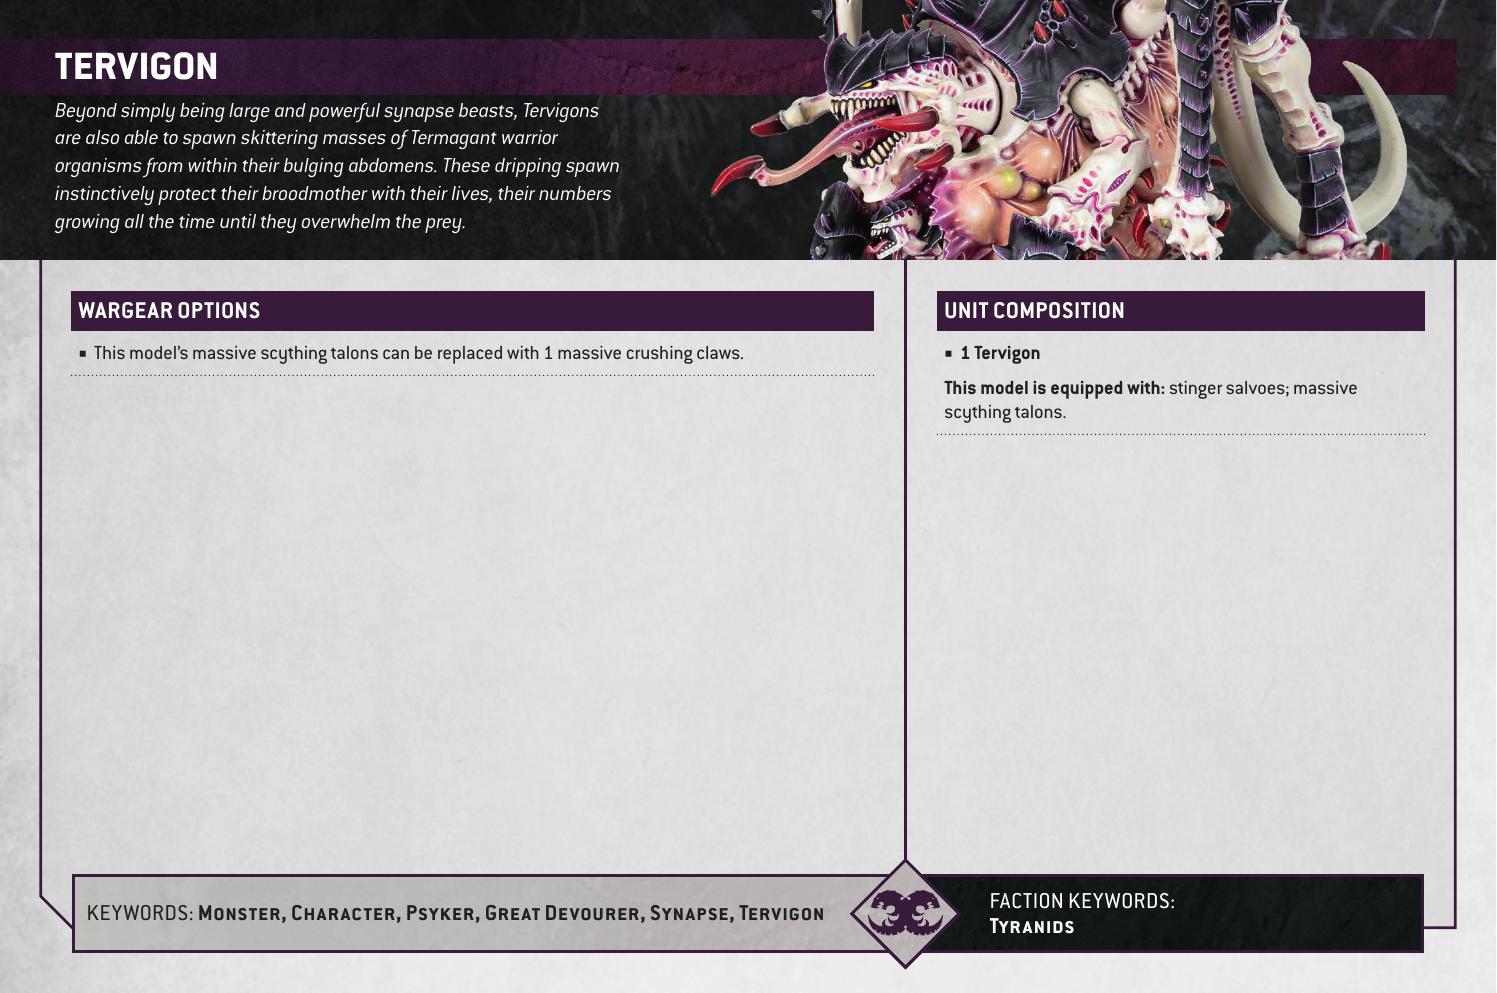 TERVIGON
Beyond simply being large and powerful synapse beasts, Tervigons
are also able to spawn skittering masses of Termagant warrior
organisms from within their bulging abdomens. These dripping spawn
instinctively protect their broodmother with their lives, their numbers
growing all the time until they overwhelm the prey.
WARGEAR OPTIONS
▪ This model’s massive scything talons can be replaced with 1 massive crushing claws.
UNIT COMPOSITION
▪ 1 Tervigon
This model is equipped with: stinger salvoes; massive
scything talons.
KEYWORDS: Monster, Character, Psyker, Great Devourer, Synapse, Tervigon
FACTION KEYWORDS:
Tyranids